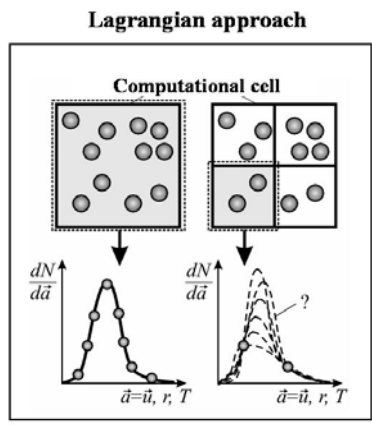 Lagrangian approach
Computational cell
dN
da⃗
a⃗=u⃗, r, T
dN
da⃗
?
a⃗=u⃗, r, T